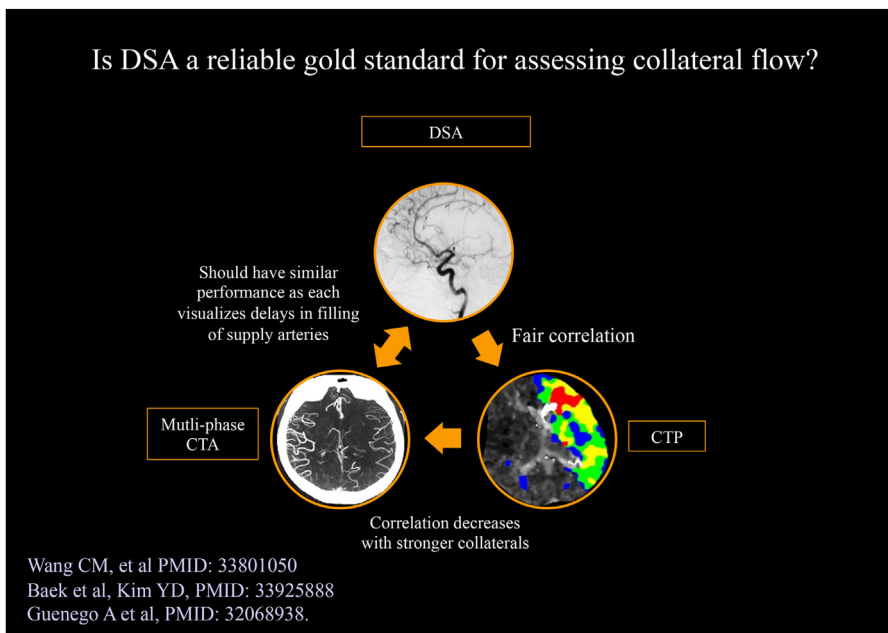 Is DSA a reliable gold standard for assessing collateral flow?
DSA
Should have similar
performance as each
visualizes delays in filling
of supply arteries
Fair correlation
Mutli-phase
CTA
CTP
Correlation decreases
with stronger collaterals
Wang CM, et al PMID: 33801050
Baek et al, Kim YD, PMID: 33925888
Guenego A et al, PMID: 32068938.